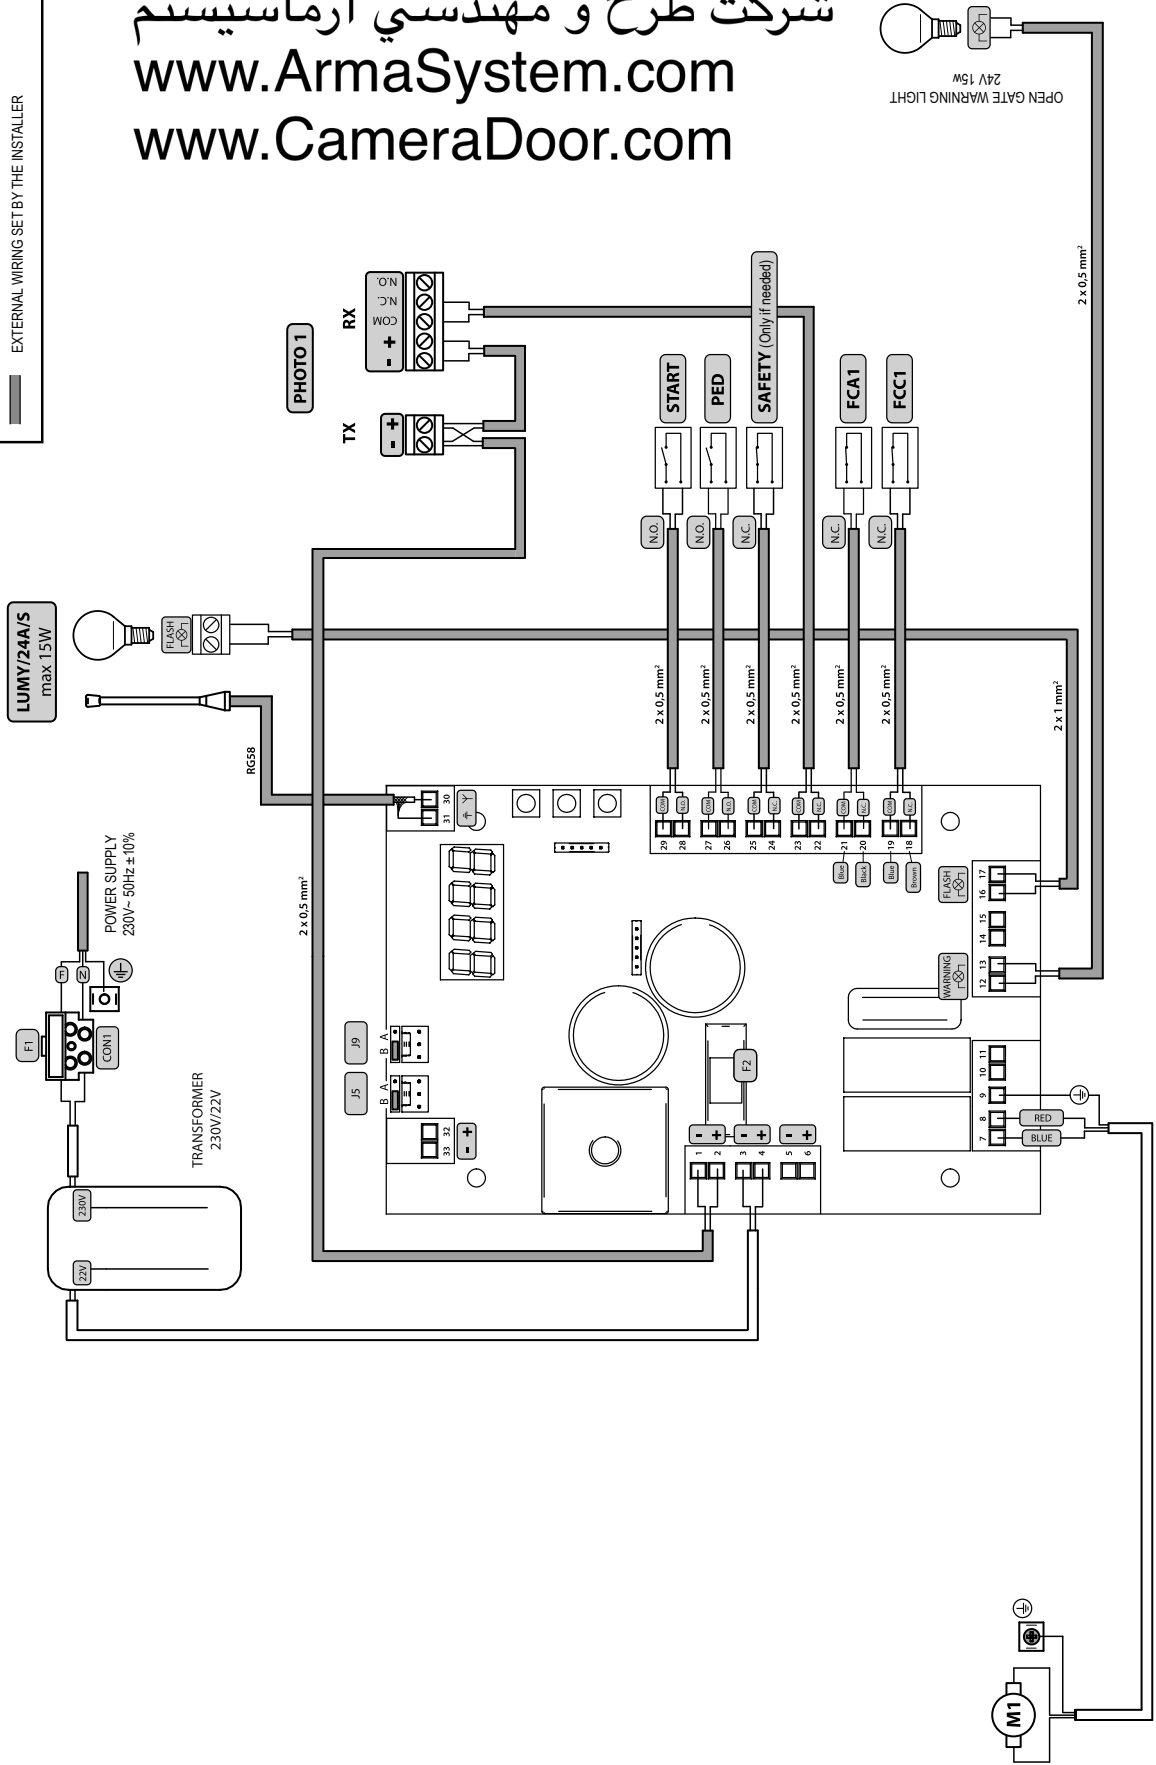 شرکت طرح و مهندسي آرماسيستم
www.ArmaSystem.com
www.CameraDoor.com
EXTERNAL WIRING SET BY THE INSTALLER
OPEN GATE WARNING LIGHT
24V 15w
2 x 0,5 mm²
PHOTO 1
RX
- + COM N.C. N.O.
TX
- +
LUMY/24A/S
max 15W
FLASH
RG58
START
PED
SAFETY (Only if needed)
FCA1
FCC1
N.O.
N.O.
N.C.
N.C.
N.C.
2 x 0,5 mm²
2 x 0,5 mm²
2 x 0,5 mm²
2 x 0,5 mm²
2 x 0,5 mm²
2 x 0,5 mm²
2 x 1 mm²
POWER SUPPLY
230V~ 50Hz ±10%
F
N
F1
CON1
2 x 0,5 mm²
TRANSFORMER
230V/22V
230V
22V
31 30
COM N.O. COM N.O. COM N.C. COM N.C. COM N.C. COM N.C.
29 28 27 26 25 24 23 22 21 20 19 18
Blue Black Blue Brown
FLASH
17
16
15
14
WARNING
13
12
J9
B A
J5
B A
33 32
- +
F2
- + - + - +
1 2 3 4 5 6
11
10
9
8
7
RED
BLUE
M1